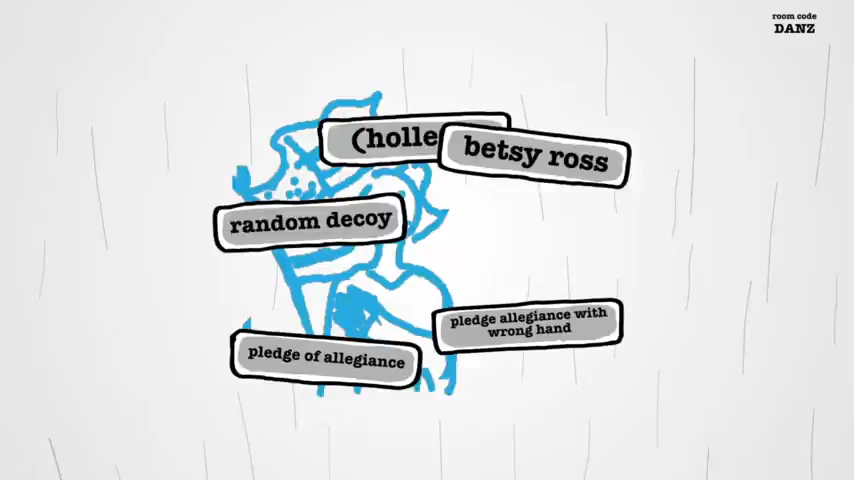 room code
DANZ
(holle
betsy ross
random decoy
pledge allegiance with
wrong hand
pledge of allegiance